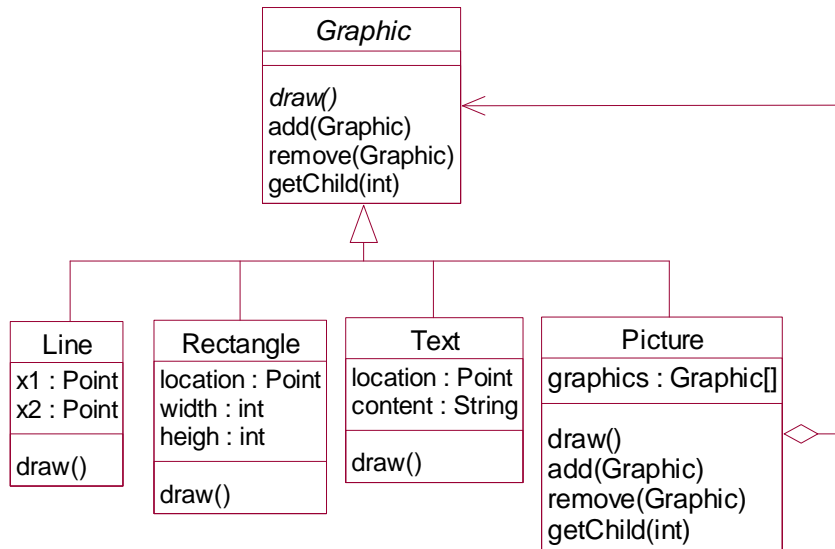 Graphic
draw()
add(Graphic)
remove(Graphic)
getChild(int)
Line
x1 : Point
x2 : Point
draw()
Rectangle
location : Point
width : int
heigh : int
draw()
Text
location : Point
content : String
draw()
Picture
graphics : Graphic[]
draw()
add(Graphic)
remove(Graphic)
getChild(int)